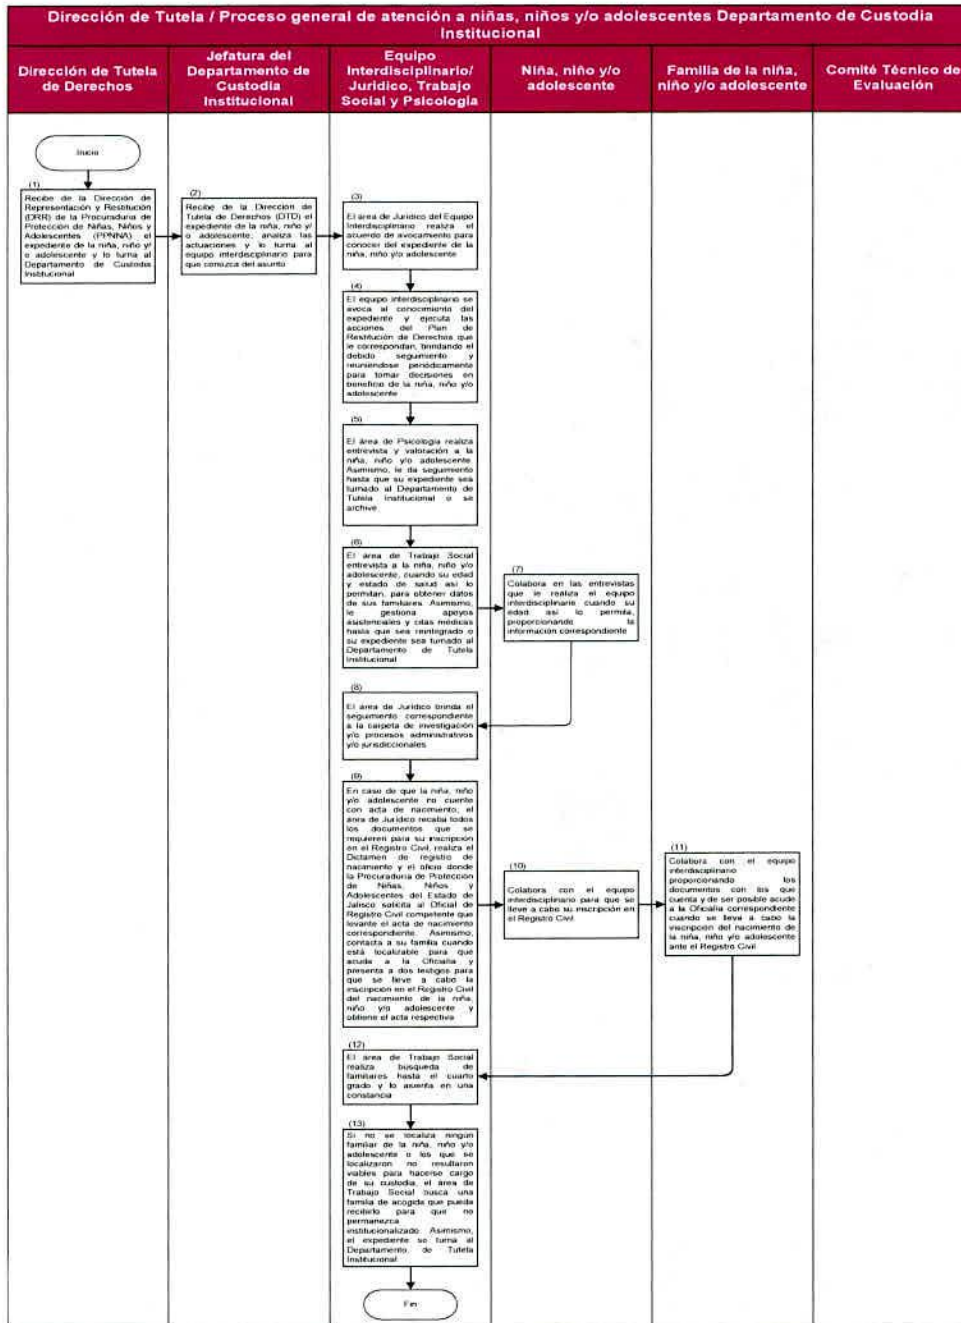 Dirección de Tutela / Proceso general de atención a niñas, niños y/o adolescentes Departamento de Custodia
Institucional
Dirección de Tutela
de Derechos
Jefatura del
Departamento de
Custodia
Institucional
Equipo
Interdisciplinario/
Jurídico, Trabajo
Social y Psicología
Niña, niño y/o
adolescente
Familia de la niña,
niño y/o adolescente
Comité Técnico de
Evaluación
Inicio
(1)
Recibe de la Dirección de
Representación y Restitución
(DRR) de la Procuraduría de
Protección de Niñas, Niños y
Adolescentes (PPNNA) el
expediente de la niña, niño y/
o adolescente y lo turna al
Departamento de Custodia
Institucional
(2)
Recibe de la Dirección de
Tutela de Derechos (DTD) el
expediente de la niña, niño y/
o adolescente, analiza las
actuaciones y lo turna al
equipo interdisciplinario para
que conozca del asunto
(3)
El área de Jurídico del Equipo
Interdisciplinario realiza el
acuerdo de avocamiento para
conocer del expediente de la
niña, niño y/o adolescente
(4)
El equipo interdisciplinario se
avoca al conocimiento del
expediente y ejecuta las
acciones del Plan de
Restitución de Derechos que
le correspondan, brindando el
debido seguimiento y
reuniéndose periódicamente
para tomar decisiones en
beneficio de la niña, niño y/o
adolescente
(5)
El área de Psicología realiza
entrevista y valoración a la
niña, niño y/o adolescente.
Asimismo, le da seguimiento
hasta que su expediente sea
turnado al Departamento de
Tutela Institucional o se
archive
(6)
El área de Trabajo Social
entrevista a la niña, niño y/o
adolescente, cuando su edad
y estado de salud así lo
permitan, para obtener datos
de sus familiares. Asimismo,
le gestiona apoyos
asistenciales y citas médicas
hasta que sea reintegrado o
su expediente sea turnado al
Departamento de Tutela
Institucional
(7)
Colabora en las entrevistas
que le realiza el equipo
interdisciplinario cuando su
edad así lo permita,
proporcionando la
información correspondiente
(8)
El área de Jurídico brinda el
seguimiento correspondiente
a la carpeta de investigación
y/o procesos administrativos
y/o jurisdiccionales
(9)
En caso de que la niña, niño
y/o adolescente no cuente
con acta de nacimiento, el
área de Jurídico recaba todos
los documentos que se
requieren para su inscripción
en el Registro Civil, realiza el
Dictamen de registro de
nacimiento y el oficio donde
la Procuraduría de Protección
de Niñas, Niños y
Adolescentes del Estado de
Jalisco solicita al Oficial de
Registro Civil competente que
levante el acta de nacimiento
correspondiente. Asimismo,
contacta a su familia cuando
está localizable para que
acuda a la Oficialía y
presenta a dos testigos para
que se lleve a cabo la
inscripción en el Registro Civil
del nacimiento de la niña,
niño y/o adolescente y
obtiene el acta respectiva
(10)
Colabora con el equipo
interdisciplinario para que se
lleve a cabo su inscripción en
el Registro Civil
(11)
Colabora con el equipo
interdisciplinario
proporcionando los
documentos con los que
cuenta y de ser posible acude
a la Oficialía correspondiente
cuando se lleve a cabo la
inscripción del nacimiento de
la niña, niño y/o adolescente
ante el Registro Civil
(12)
El área de Trabajo Social
realiza búsqueda de
familiares hasta el cuarto
grado y lo asienta en una
constancia
(13)
Si no se localiza ningún
familiar de la niña, niño y/o
adolescente o los que se
localizaron no resultaron
viables para hacerse cargo
de su custodia, el área de
Trabajo Social busca una
familia de acogida que pueda
recibirlo para que no
permanezca
institucionalizado. Asimismo,
el expediente se turna al
Departamento de Tutela
Institucional
Fin